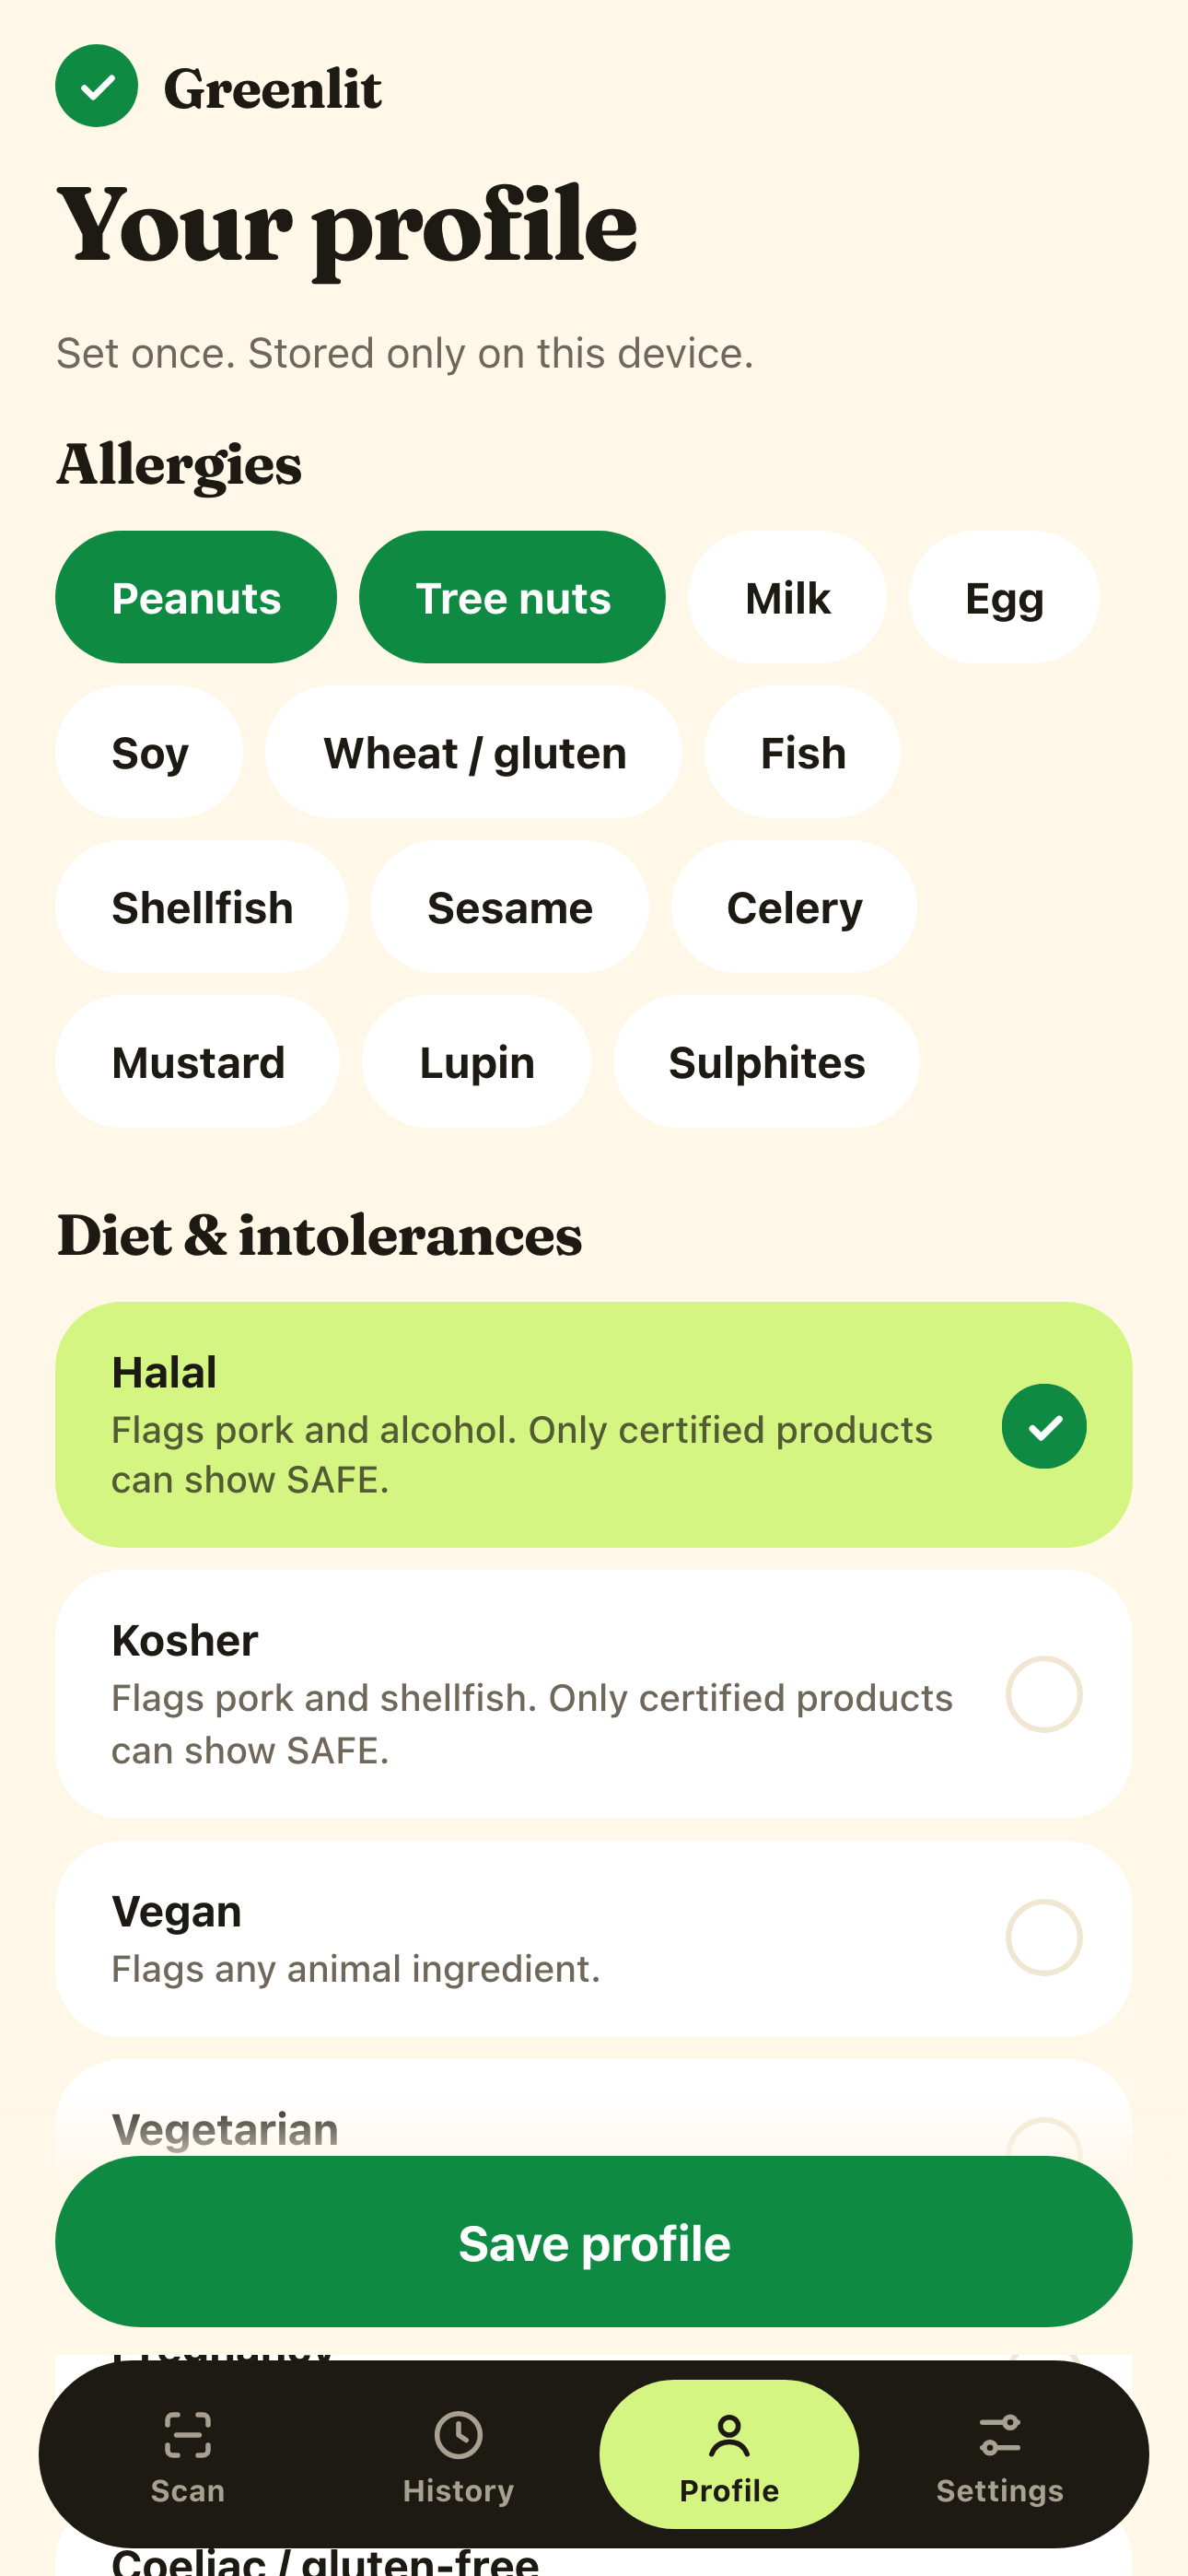 Greenlit
Your profile
Set once. Stored only on this device.
Allergies
Peanuts
Tree nuts
Milk
Egg
Soy
Wheat / gluten
Fish
Shellfish
Sesame
Celery
Mustard
Lupin
Sulphites
Diet & intolerances
Halal
Flags pork and alcohol. Only certified products
can show SAFE.
Kosher
Flags pork and shellfish. Only certified products
can show SAFE.
Vegan
Flags any animal ingredient.
Vegetarian
Save profile
Pregnancy
Scan
History
Profile
Settings
Coeliac / gluten-free